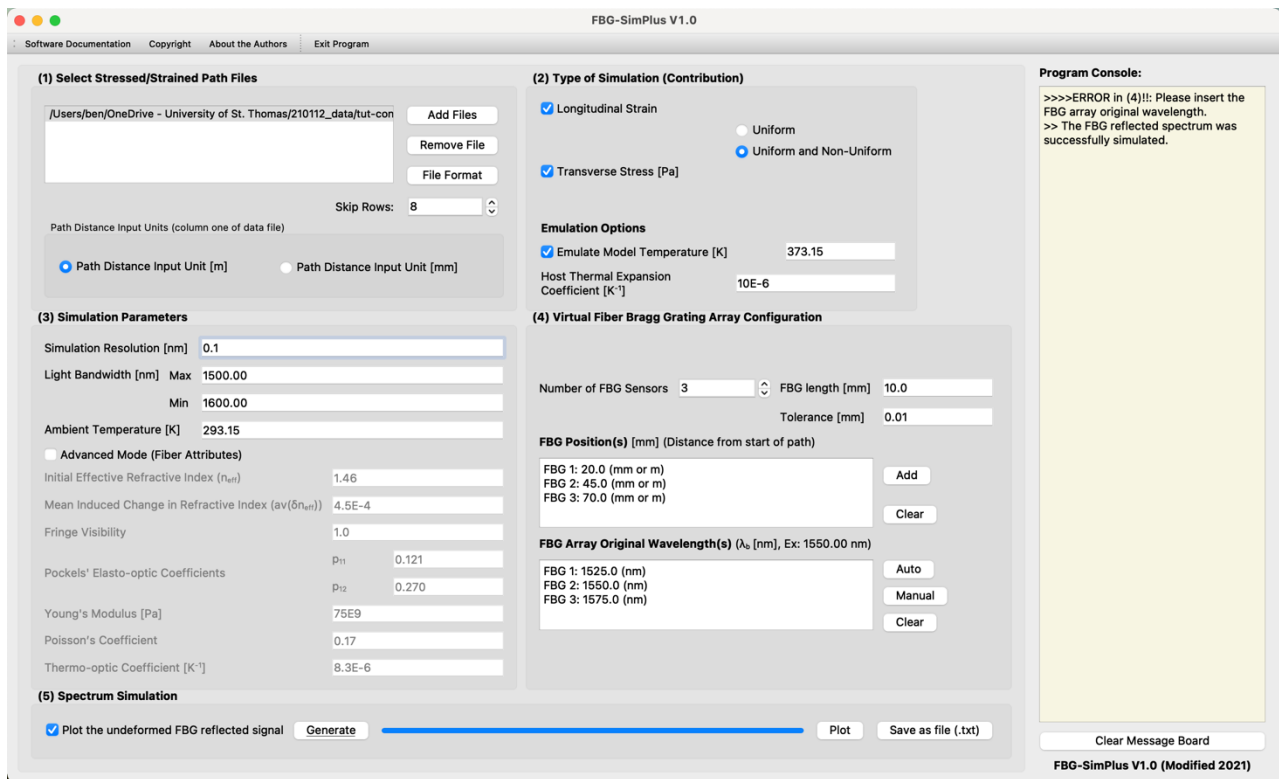 FBG-SimPlus V1.0
Software Documentation Copyright About the Authors Exit Program
(1) Select Stressed/Strained Path Files
/Users/ben/OneDrive - University of St. Thomas/210112_data/tut-con
Add Files
Remove File
File Format
Skip Rows: 8
Path Distance Input Units (column one of data file)
Path Distance Input Unit [m] Path Distance Input Unit [mm]
(2) Type of Simulation (Contribution)
Longitudinal Strain
Uniform
Uniform and Non-Uniform
Transverse Stress [Pa]
Emulation Options
Emulate Model Temperature [K] 373.15
Host Thermal Expansion
Coefficient [K⁻¹] 10E-6
(3) Simulation Parameters
Simulation Resolution [nm] 0.1
Light Bandwidth [nm] Max 1500.00
Min 1600.00
Ambient Temperature [K] 293.15
Advanced Mode (Fiber Attributes)
Initial Effective Refractive Index (nₑff) 1.46
Mean Induced Change in Refractive Index (av(δnₑff)) 4.5E-4
Fringe Visibility 1.0
Pockels' Elasto-optic Coefficients
p₁₁ 0.121
p₁₂ 0.270
Young's Modulus [Pa] 75E9
Poisson's Coefficient 0.17
Thermo-optic Coefficient [K⁻¹] 8.3E-6
(4) Virtual Fiber Bragg Grating Array Configuration
Number of FBG Sensors 3 FBG length [mm] 10.0
Tolerance [mm] 0.01
FBG Position(s) [mm] (Distance from start of path)
FBG 1: 20.0 (mm or m)
FBG 2: 45.0 (mm or m)
FBG 3: 70.0 (mm or m)
Add
Clear
FBG Array Original Wavelength(s) (λb [nm], Ex: 1550.00 nm)
FBG 1: 1525.0 (nm)
FBG 2: 1550.0 (nm)
FBG 3: 1575.0 (nm)
Auto
Manual
Clear
(5) Spectrum Simulation
Plot the undeformed FBG reflected signal Generate Plot Save as file (.txt)
Program Console:
>>>>ERROR in (4)!!: Please insert the
FBG array original wavelength.
>> The FBG reflected spectrum was
successfully simulated.
Clear Message Board
FBG-SimPlus V1.0 (Modified 2021)